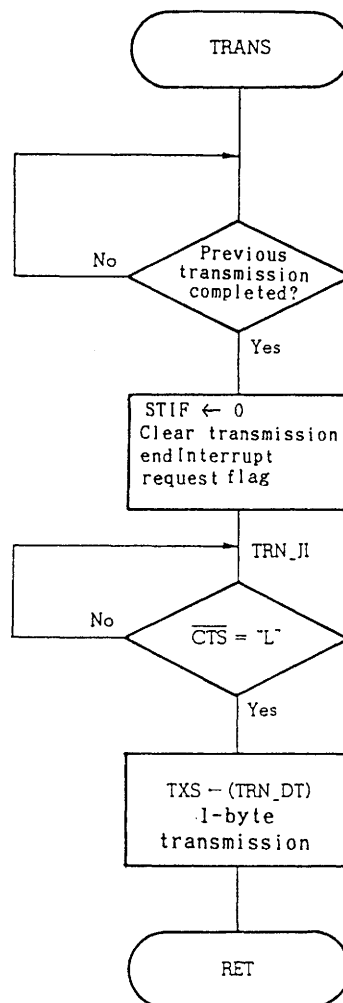 TRANS
Previous
transmission
completed?
No
Yes
STIF ← 0
Clear transmission
endInterrupt
request flag
TRN_JI
C̅T̅S̅ = "L"
No
Yes
TXS ← (TRN_DT)
1-byte
transmission
RET